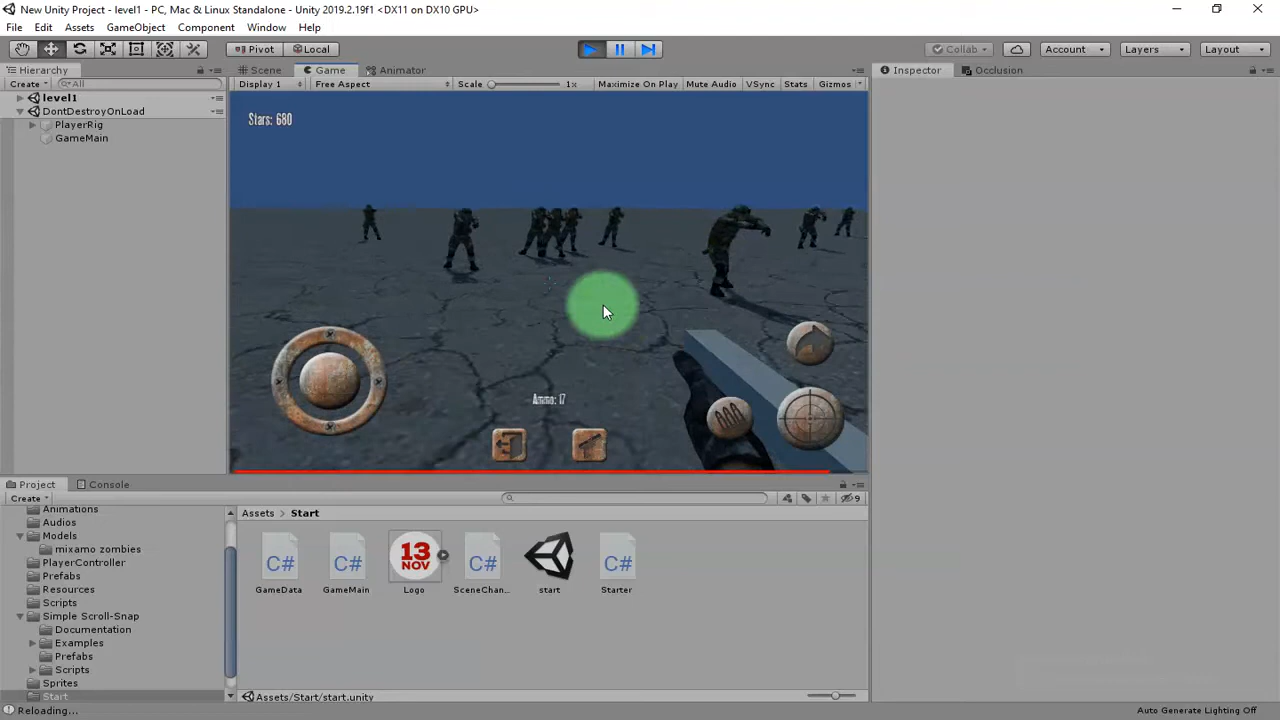 New Unity Project - level1 - PC, Mac & Linux Standalone - Unity 2019.2.19f1 <DX11 on DX10 GPU>
File Edit Assets GameObject Component Window Help
Pivot Local Collab Account Layers Layout
Hierarchy Scene Game Animator Inspector Occlusion
Create All Display 1 Free Aspect Scale 1x Maximize On Play Mute Audio VSync Stats Gizmos
level1
DontDestroyOnLoad
PlayerRig
GameMain
Stars: 680
Ammo: 17
Project Console
Create 9
Animations
Audios
Models
mixamo zombies
PlayerController
Prefabs
Resources
Scripts
Simple Scroll-Snap
Documentation
Examples
Prefabs
Scripts
Sprites
Start
Assets > Start
C# C# 13 NOV C# C#
GameData GameMain Logo SceneChan... start Starter
Assets/Start/start.unity
Reloading... Auto Generate Lighting Off